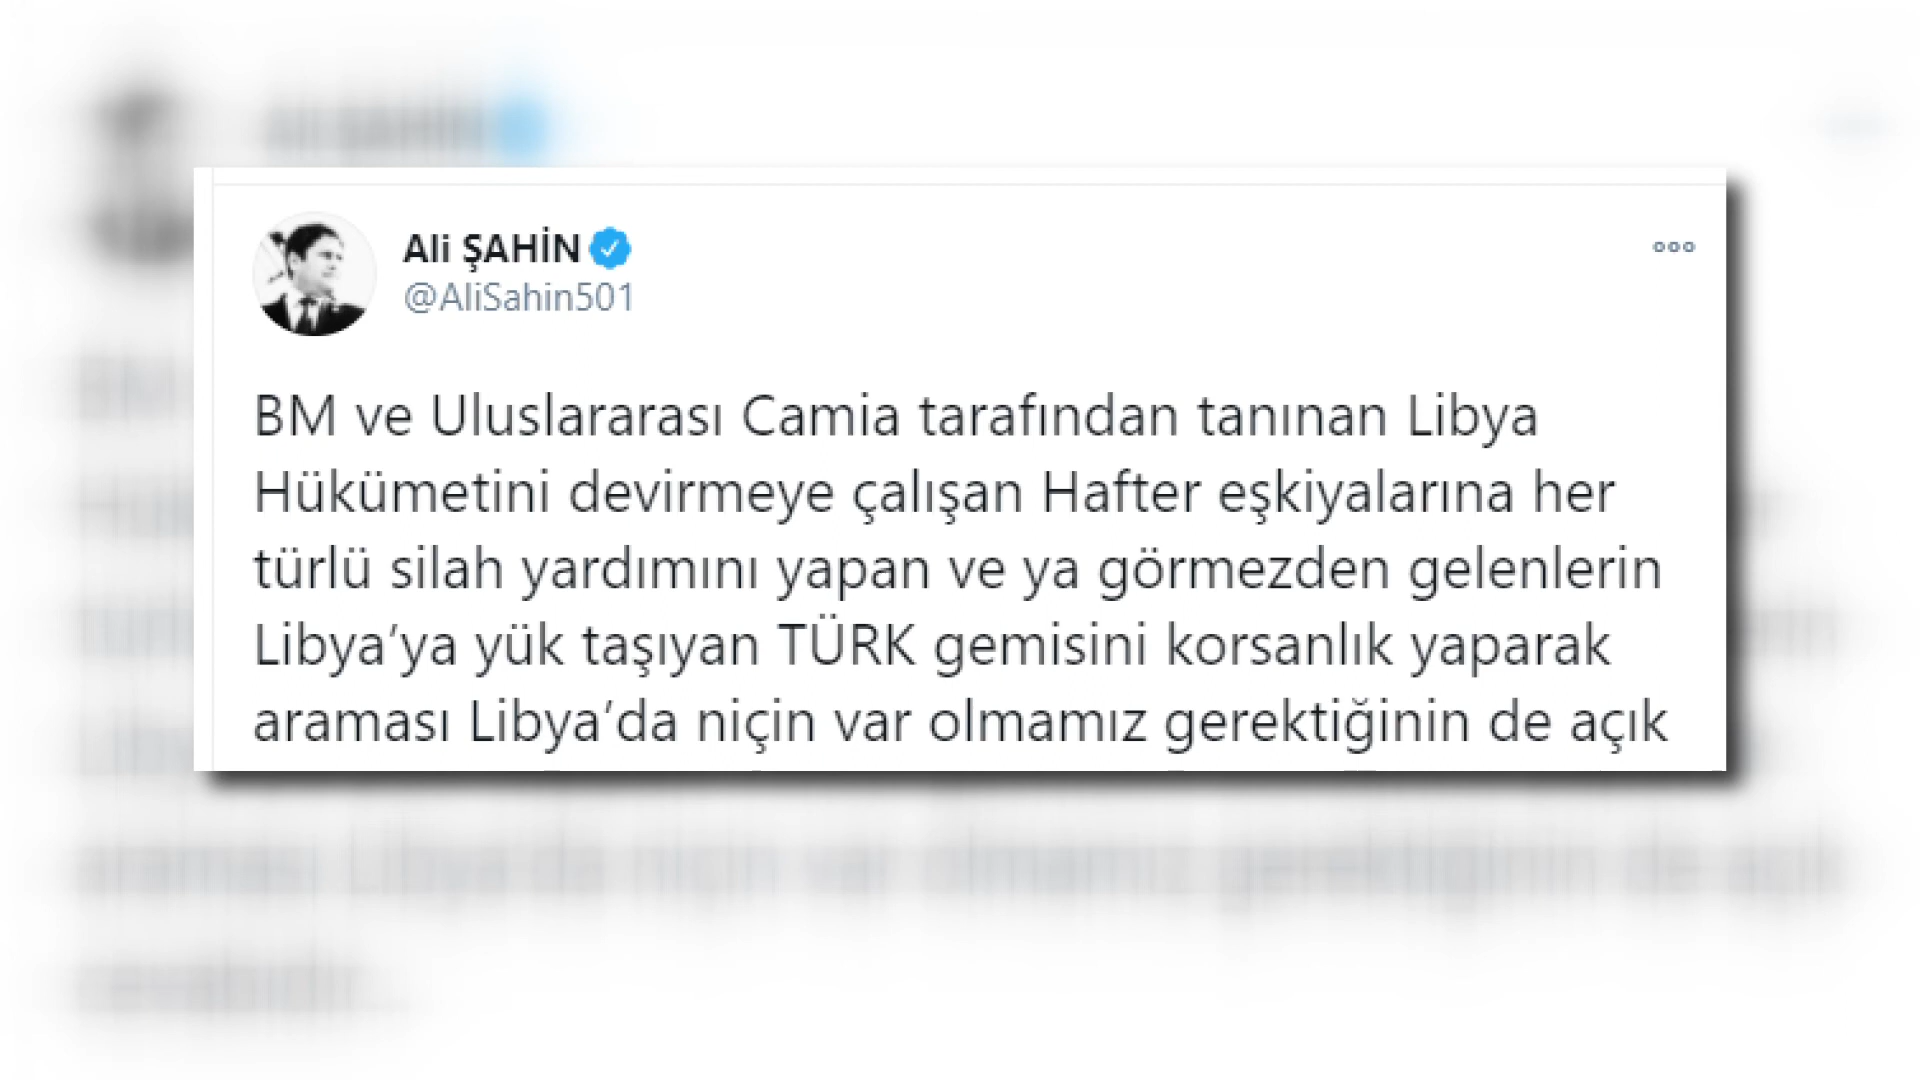 Ali ŞAHİN
@AliSahin501
BM ve Uluslararası Camia tarafından tanınan Libya
Hükümetini devirmeye çalışan Hafter eşkiyalarına her
türlü silah yardımını yapan ve ya görmezden gelenlerin
Libya’ya yük taşıyan TÜRK gemisini korsanlık yaparak
araması Libya’da niçin var olmamız gerektiğinin de açık